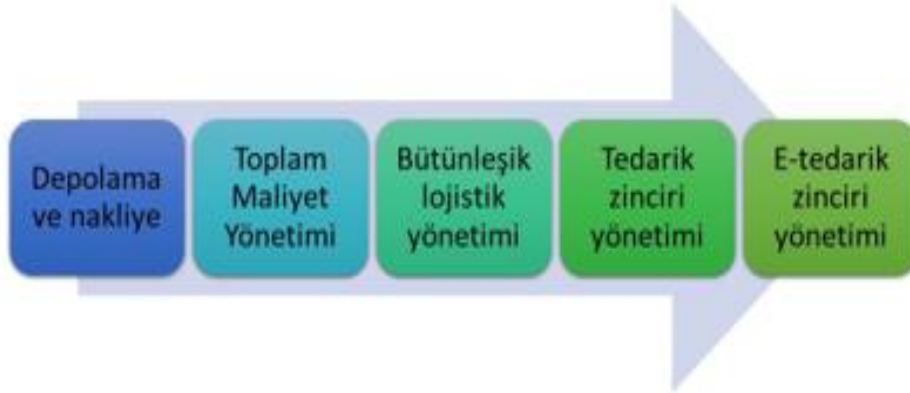 Depolama
ve nakliye
Toplam
Maliyet
Yönetimi
Bütünleşik
lojistik
yönetimi
Tedarik
zinciri
yönetimi
E-tedarik
zinciri
yönetimi